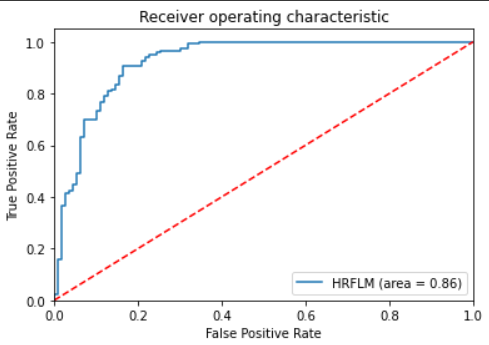 Receiver operating characteristic
True Positive Rate
1.0
0.8
0.6
0.4
0.2
0.0
HRFLM (area = 0.86)
0.0 0.2 0.4 0.6 0.8 1.0
False Positive Rate